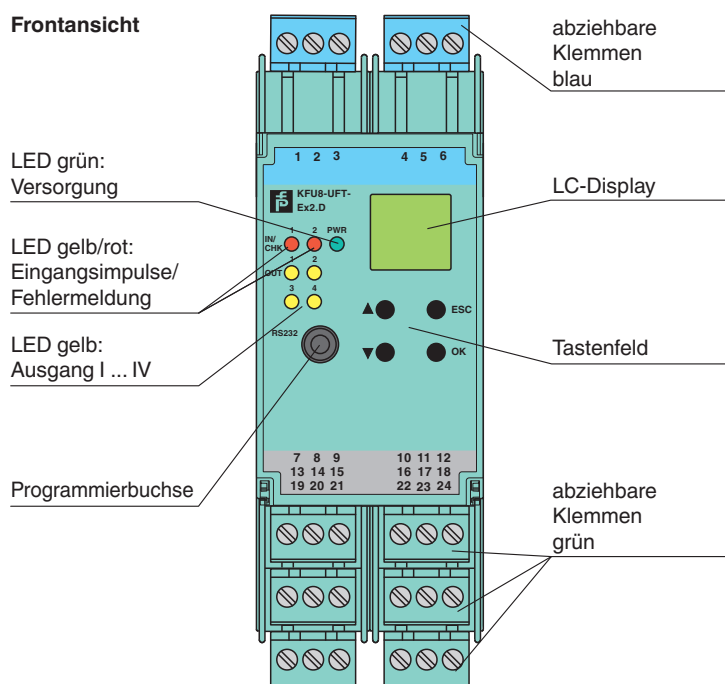 Frontansicht
abziehbare
Klemmen
blau
1 2 3
4 5 6
LED grün:
Versorgung
KFU8-UFT-
Ex2.D
LC-Display
1 2 PWR
IN/
CHK
LED gelb/rot:
Eingangsimpulse/
Fehlermeldung
1 2
OUT
3 4
▲
ESC
RS232
LED gelb:
Ausgang I ... IV
▼
OK
Tastenfeld
7 8 9
13 14 15
19 20 21
10 11 12
16 17 18
22 23 24
Programmierbuchse
abziehbare
Klemmen
grün